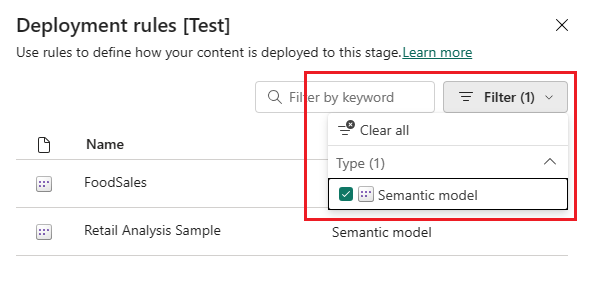 Deployment rules [Test]
Use rules to define how your content is deployed to this stage.Learn more
Filter by keyword
Filter (1)
Clear all
Name
Type (1)
FoodSales
Semantic model
Retail Analysis Sample
Semantic model